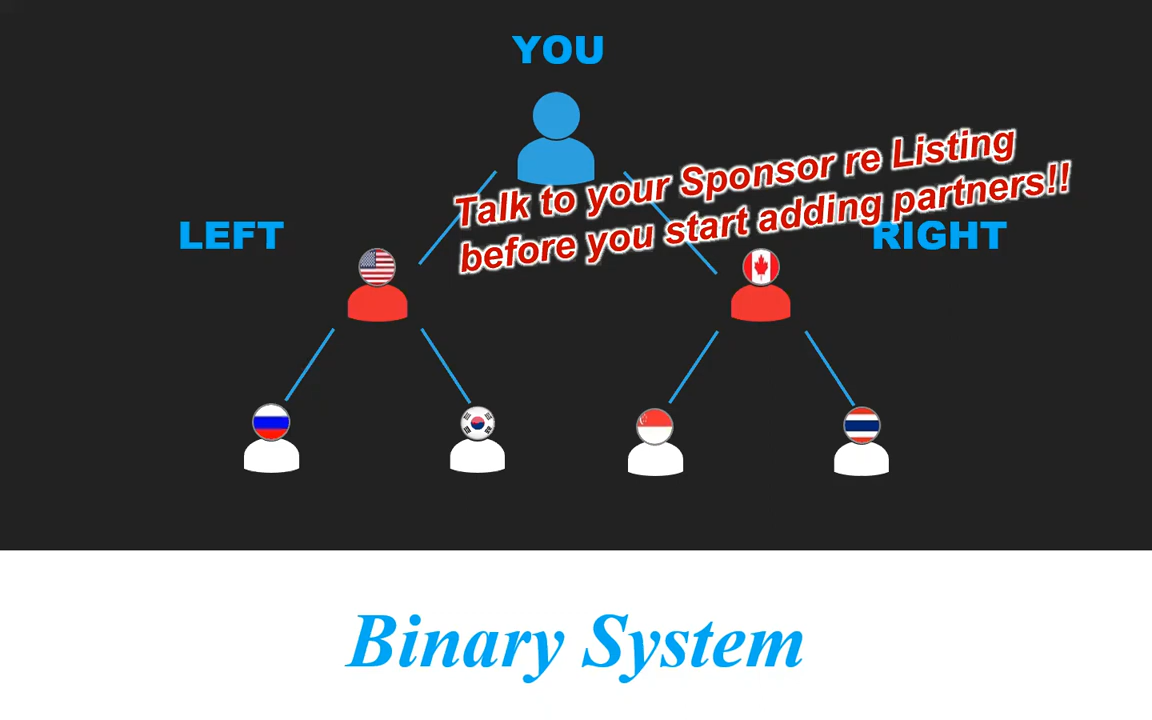 YOU
Talk to your Sponsor re Listing
before you start adding partners!!
LEFT
RIGHT
Binary System